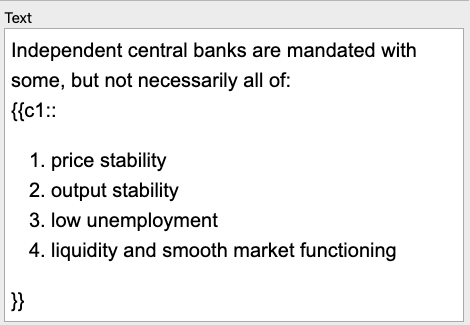 Text
Independent central banks are mandated with
some, but not necessarily all of:
{{c1::
1. price stability
2. output stability
3. low unemployment
4. liquidity and smooth market functioning
}}